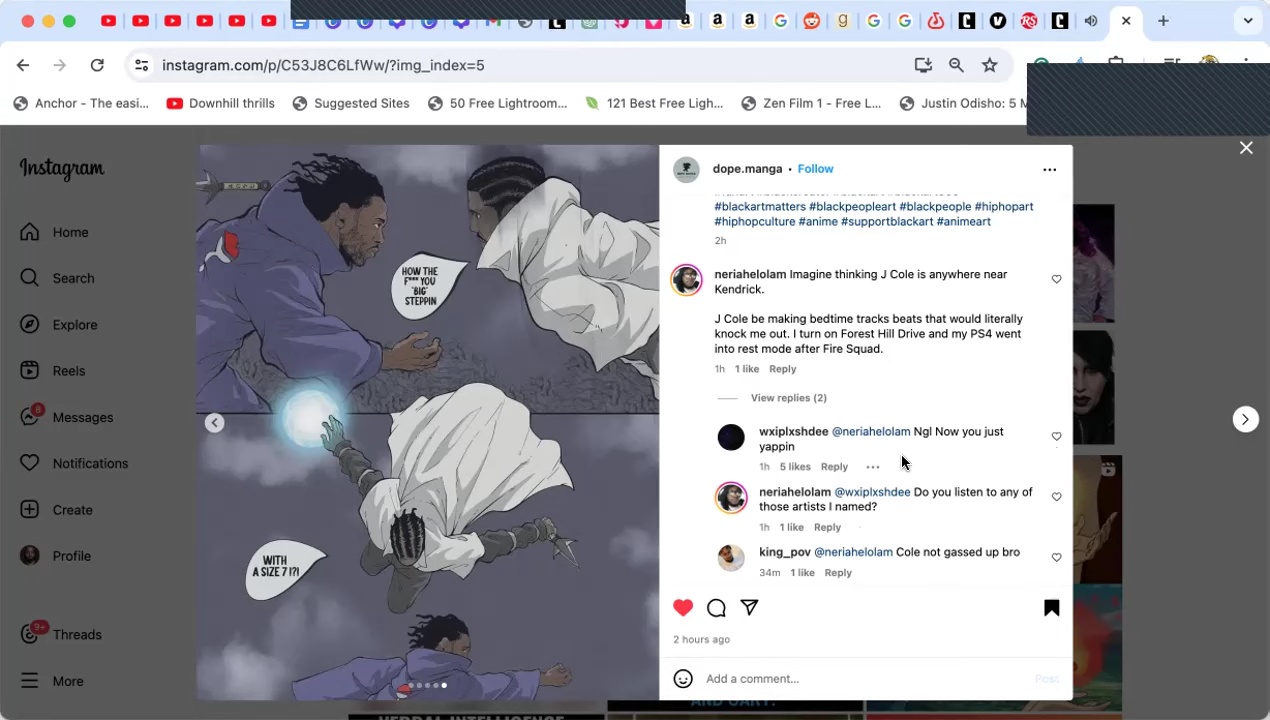 instagram.com/p/C53J8C6LfWw/?img_index=5
Anchor - The easi...
Downhill thrills
Suggested Sites
50 Free Lightroom...
121 Best Free Ligh...
Zen Film 1 - Free L...
Justin Odisho: 5 M
Instagram
Home
Search
Explore
Reels
8
Messages
Notifications
Create
Profile
9+
Threads
More
HOW THE
F*** YOU
"BIG"
STEPPIN
WITH
A SIZE 7 !?!
dope.manga • Follow
#blackartmatters #blackpeopleart #blackpeople #hiphopart
#hiphopculture #anime #supportblackart #animeart
2h
neriahelolam Imagine thinking J Cole is anywhere near
Kendrick.
J Cole be making bedtime tracks beats that would literally
knock me out. I turn on Forest Hill Drive and my PS4 went
into rest mode after Fire Squad.
1h 1 like Reply
View replies (2)
wxiplxshdee @neriahelolam Ngl Now you just
yappin
1h 5 likes Reply
neriahelolam @wxiplxshdee Do you listen to any of
those artists I named?
1h 1 like Reply
king_pov @neriahelolam Cole not gassed up bro
34m 1 like Reply
2 hours ago
Add a comment...
Post
VERBAL INTELLIGENCE